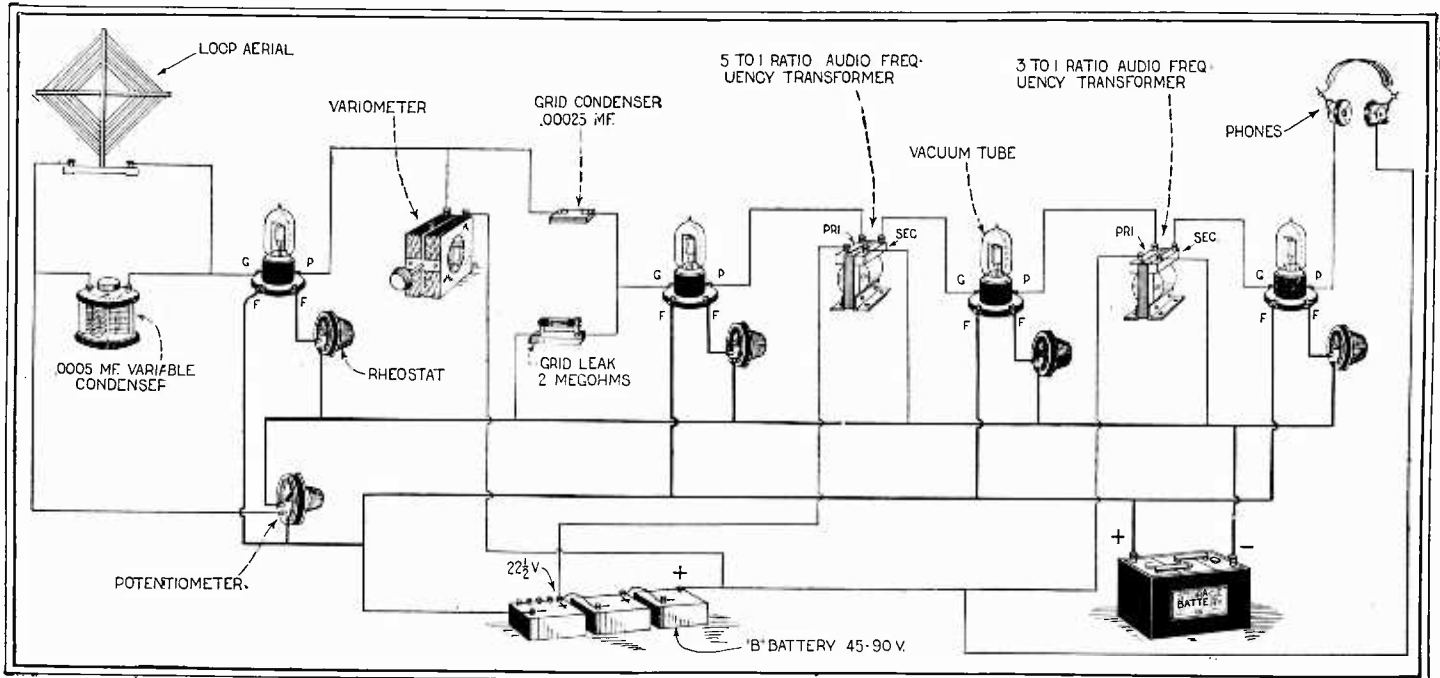 LOOP AERIAL
VARIOMETER
GRID CONDENSER
.00025 MF.
5 TO 1 RATIO AUDIO FREQ-
UENCY TRANSFORMER
VACUUM TUBE
3 TO 1 RATIO AUDIO FREQ-
UENCY TRANSFORMER
PHONES
G P
F F
PRI SEC
G P
F F
G P
F F
PRI SEC
G P
F F
.0005 MF. VARIABLE
CONDENSER
RHEOSTAT
GRID LEAK
2 MEGOHMS
POTENTIOMETER.
22½V
+
- - -
"B" BATTERY 45-90 V.
+ -
"A"
BATTE